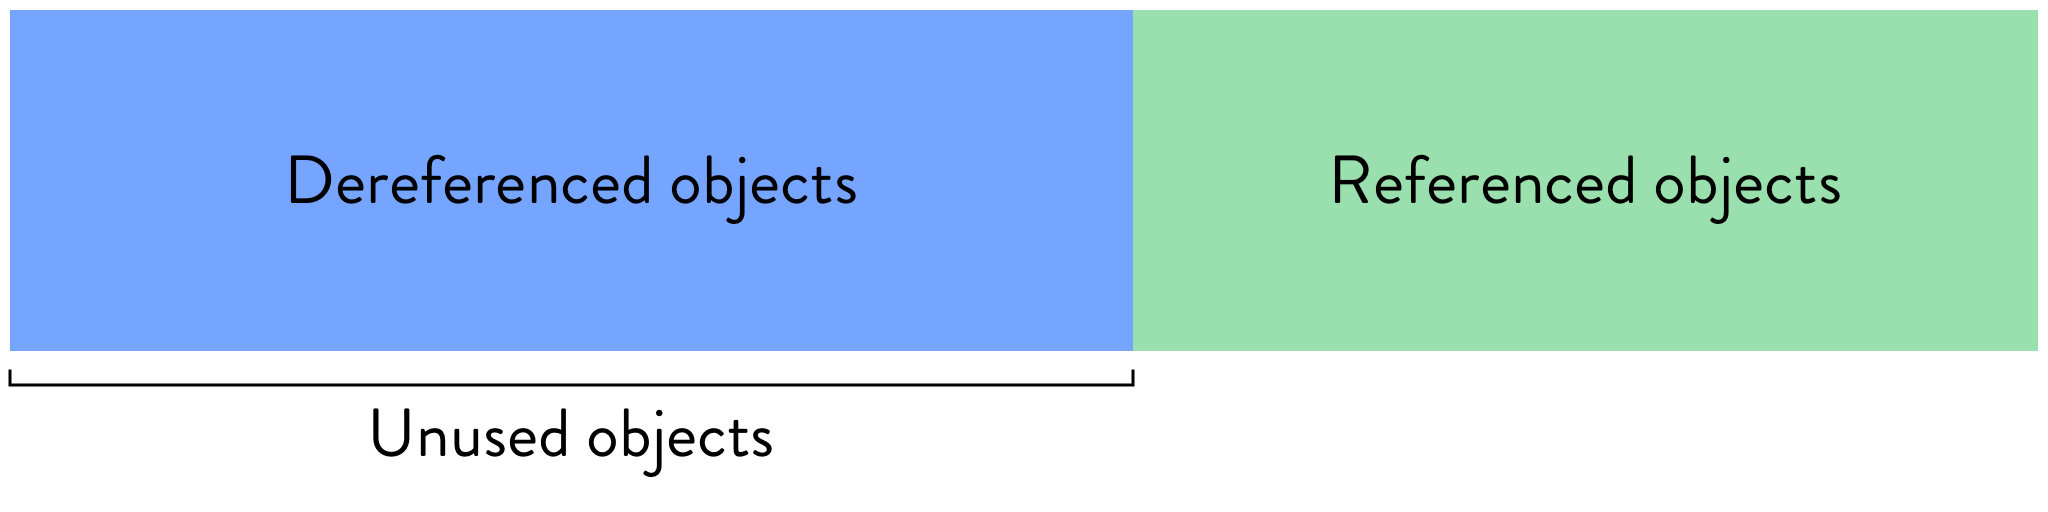 Dereferenced objects
Referenced objects
Unused objects